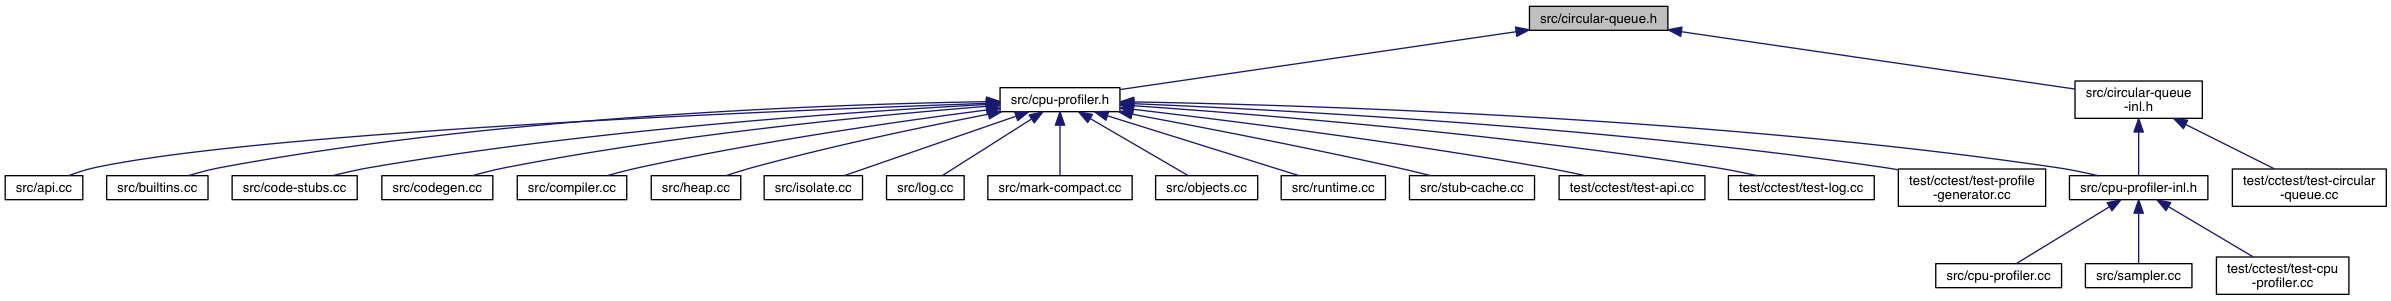 src/circular-queue.h
src/cpu-profiler.h
src/circular-queue
-inl.h
src/api.cc
src/builtins.cc
src/code-stubs.cc
src/codegen.cc
src/compiler.cc
src/heap.cc
src/isolate.cc
src/log.cc
src/mark-compact.cc
src/objects.cc
src/runtime.cc
src/stub-cache.cc
test/cctest/test-api.cc
test/cctest/test-log.cc
test/cctest/test-profile
-generator.cc
src/cpu-profiler-inl.h
test/cctest/test-circular
-queue.cc
src/cpu-profiler.cc
src/sampler.cc
test/cctest/test-cpu
-profiler.cc